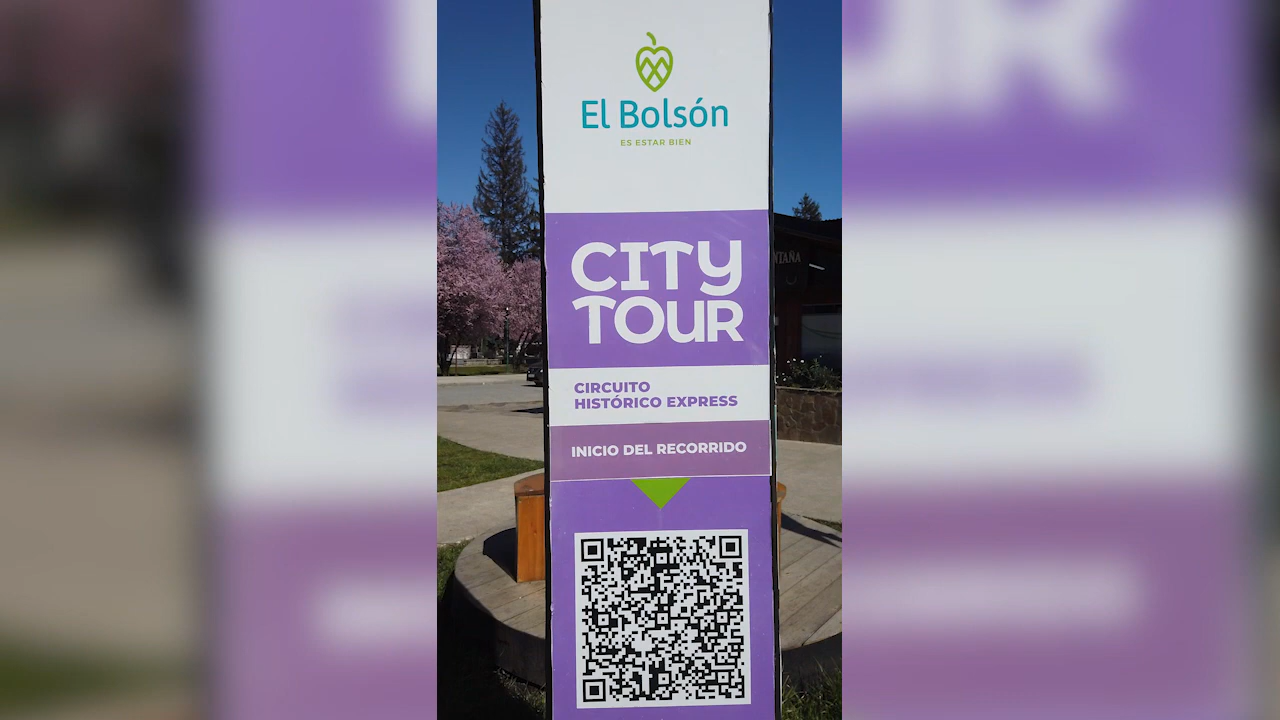 El Bolsón
ES ESTAR BIEN
CITY
TOUR
CIRCUITO
HISTÓRICO EXPRESS
INICIO DEL RECORRIDO